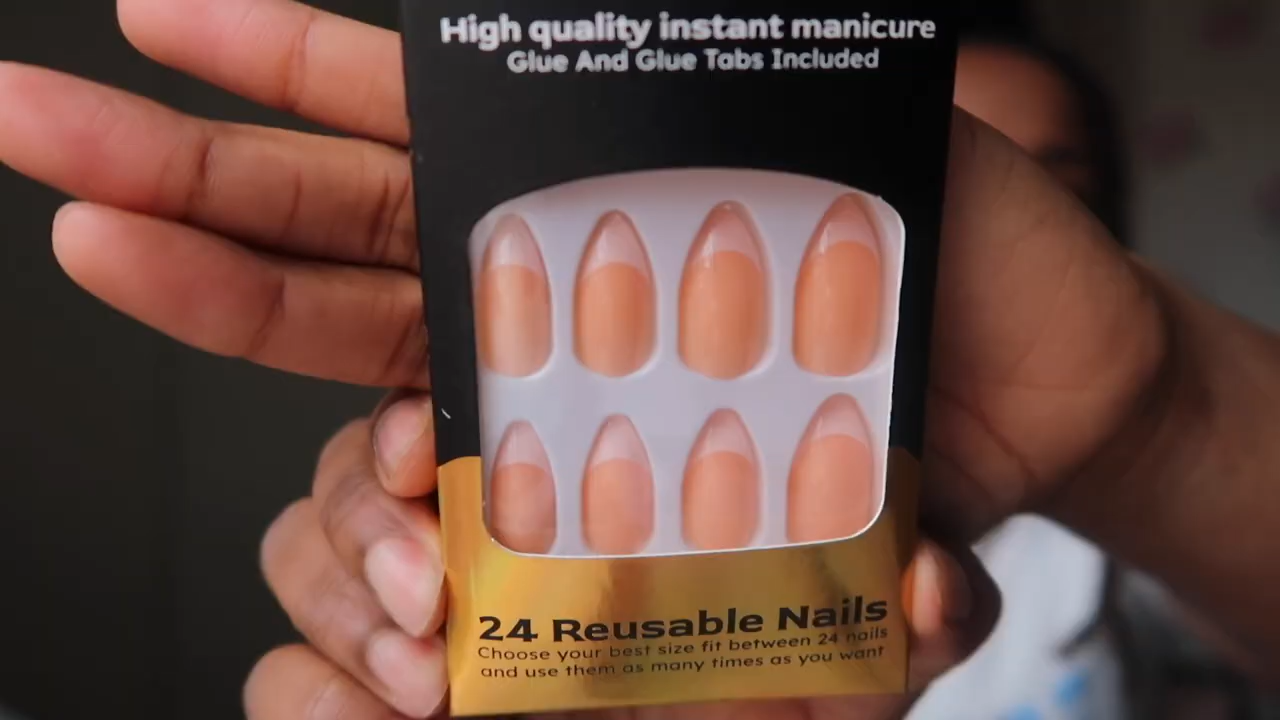 High quality instant manicure
Glue And Glue Tabs Included
24 Reusable Nails
Choose your best size fit between 24 nails
and use them as many times as you want